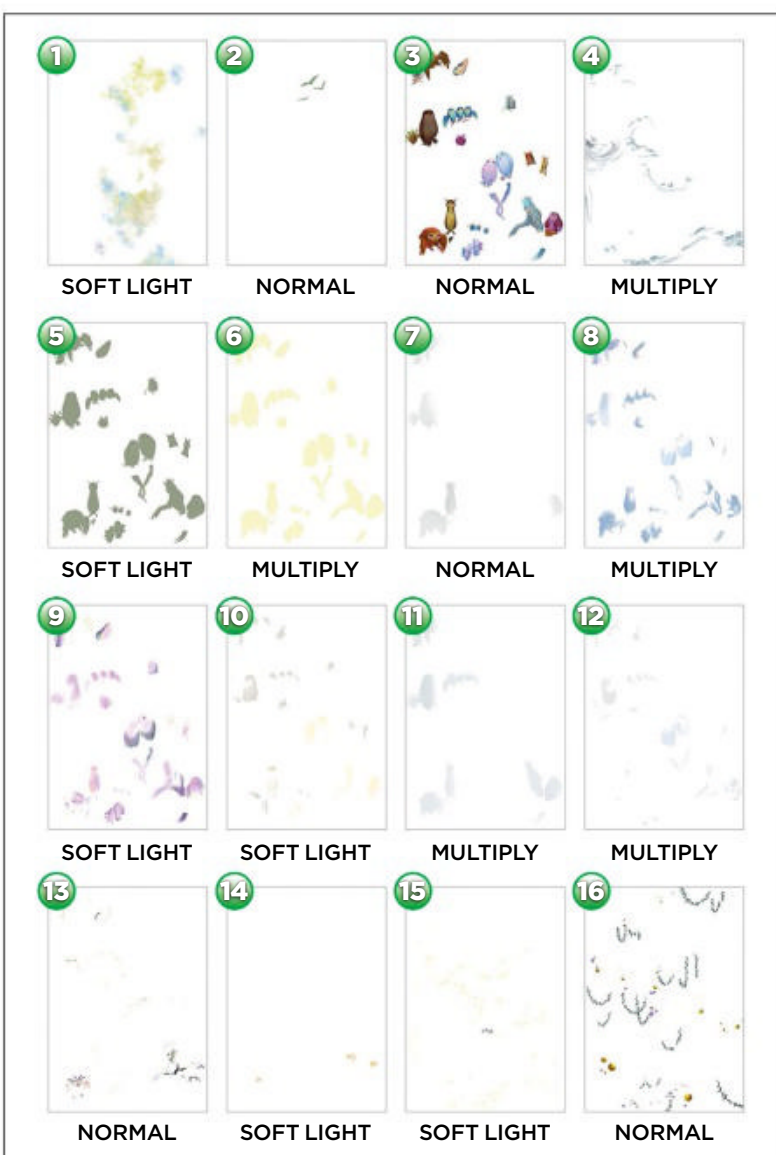 1 2 3 4
SOFT LIGHT NORMAL NORMAL MULTIPLY
5 6 7 8
SOFT LIGHT MULTIPLY NORMAL MULTIPLY
9 10 11 12
SOFT LIGHT SOFT LIGHT MULTIPLY MULTIPLY
13 14 15 16
NORMAL SOFT LIGHT SOFT LIGHT NORMAL